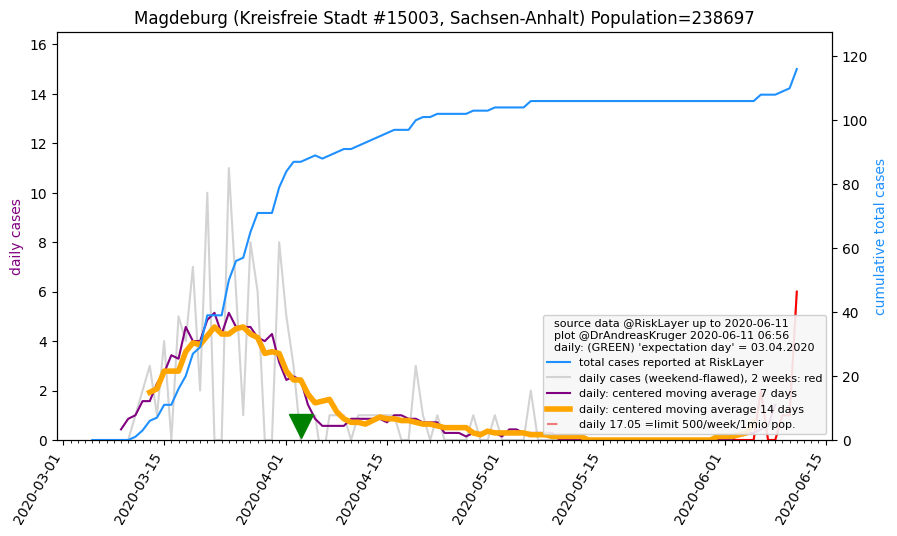 Magdeburg (Kreisfreie Stadt #15003, Sachsen-Anhalt) Population=238697
daily cases
16
14
12
10
8
6
4
2
0
cumulative total cases
120
100
80
60
40
20
0
source data @RiskLayer up to 2020-06-11
plot @DrAndreasKruger 2020-06-11 06:56
daily: (GREEN) 'expectation day' = 03.04.2020
total cases reported at RiskLayer
daily cases (weekend-flawed), 2 weeks: red
daily: centered moving average 7 days
daily: centered moving average 14 days
daily 17.05 =limit 500/week/1mio pop.
2020-03-01
2020-03-15
2020-04-01
2020-04-15
2020-05-01
2020-05-15
2020-06-01
2020-06-15